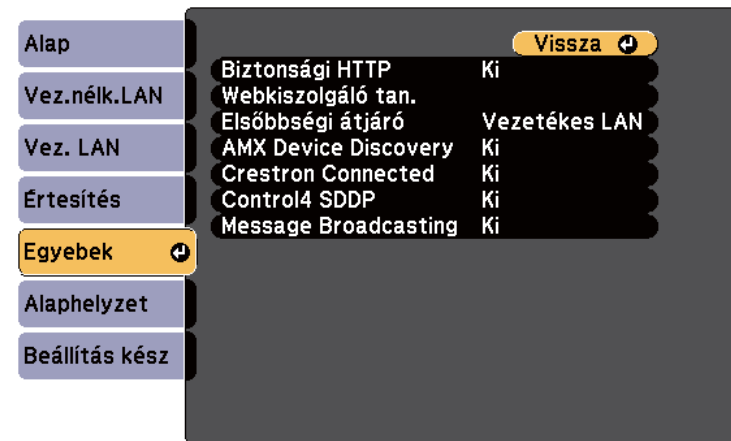 Alap
Vez.nélk.LAN
Vez. LAN
Értesítés
Egyebek
Alaphelyzet
Beállítás kész
Vissza
Biztonsági HTTP Ki
Webkiszolgáló tan.
Elsőbbségi átjáró Vezetékes LAN
AMX Device Discovery Ki
Crestron Connected Ki
Control4 SDDP Ki
Message Broadcasting Ki